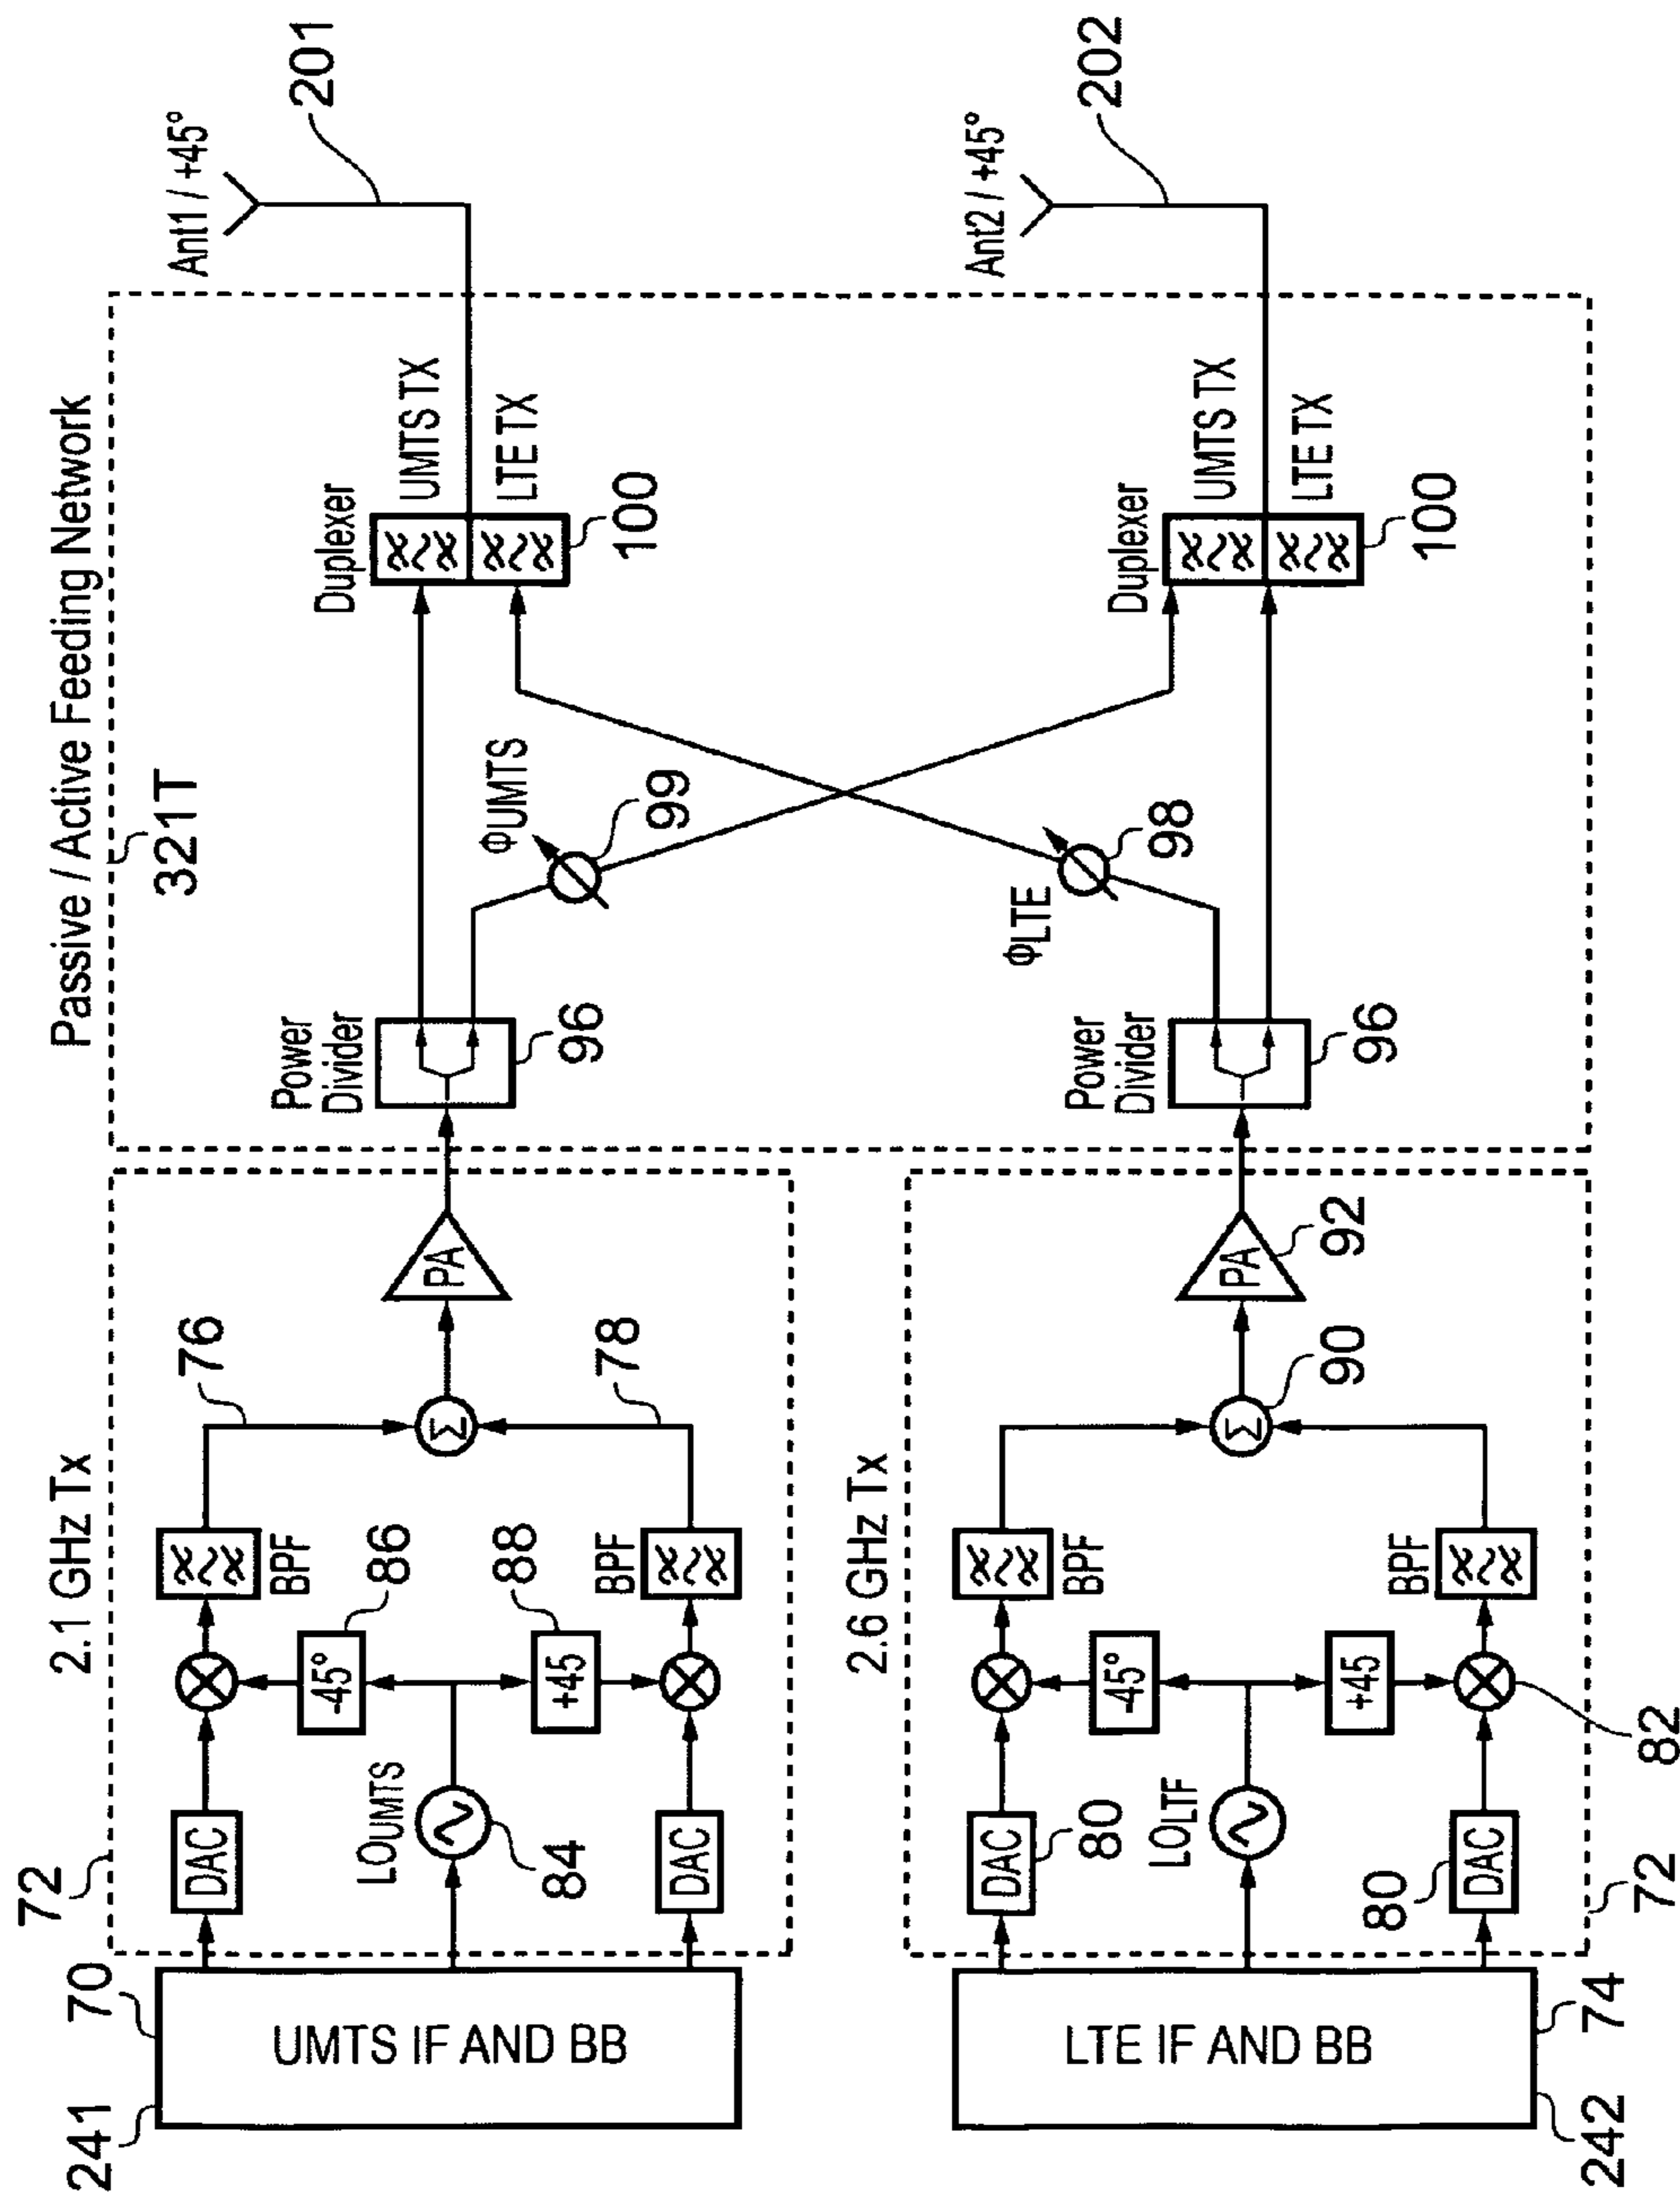 Passive / Active Feeding Network
321T
72
2.1 GHz Tx
241
70
UMTS IF AND BB
DAC
-45°
86
BPF
76
LOUMTS
84
+45
88
BPF
78
DAC
Σ
PA
Power
Divider
96
ΦUMTS
99
Duplexer
UMTS TX
LTE TX
100
Ant1 / +45°
201
2.6 GHz Tx
LTE IF AND BB
242
74
DAC
80
-45°
BPF
LOLTF
+45
BPF
80
DAC
82
72
Σ
90
PA
92
Power
Divider
96
ΦLTE
98
Duplexer
UMTS TX
LTE TX
100
Ant2 / +45°
202